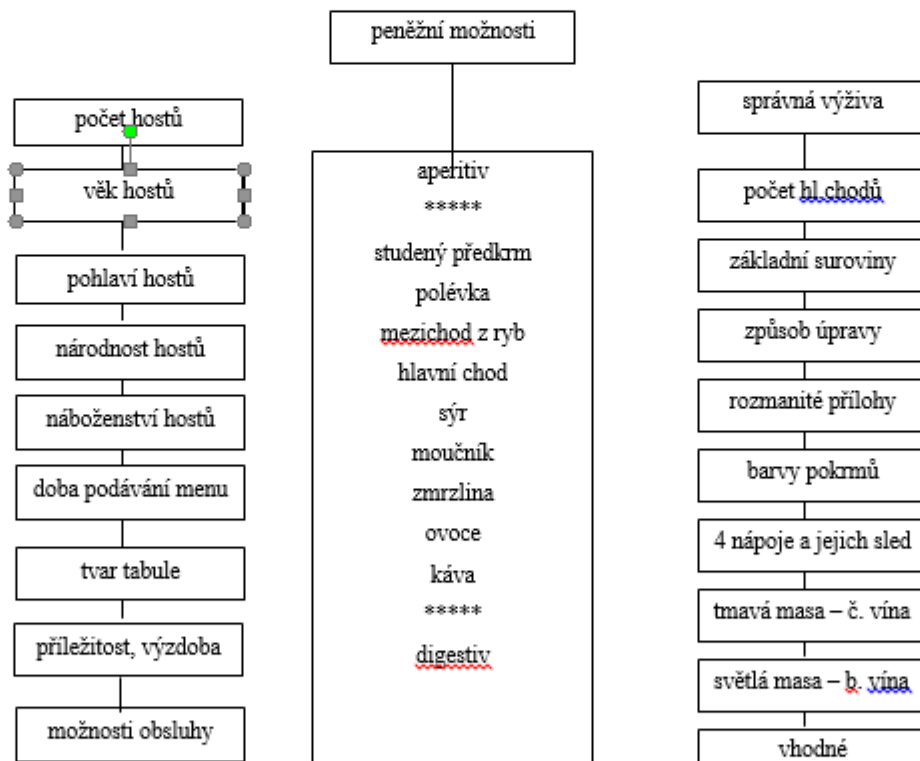 peněžní možnosti
počet hostů
věk hostů
pohlaví hostů
národnost hostů
náboženství hostů
doba podávání menu
tvar tabule
příležitost, výzdoba
možnosti obsluhy
aperitiv
*****
studený předkrm
polévka
mezichod z ryb
hlavní chod
sýr
moučník
zmrzlina
ovoce
káva
*****
digestiv
správná výživa
počet hl.chodů
základní suroviny
způsob úpravy
rozmanité přílohy
barvy pokrmů
4 nápoje a jejich sled
tmavá masa – č. vína
světlá masa – b. vína
vhodné